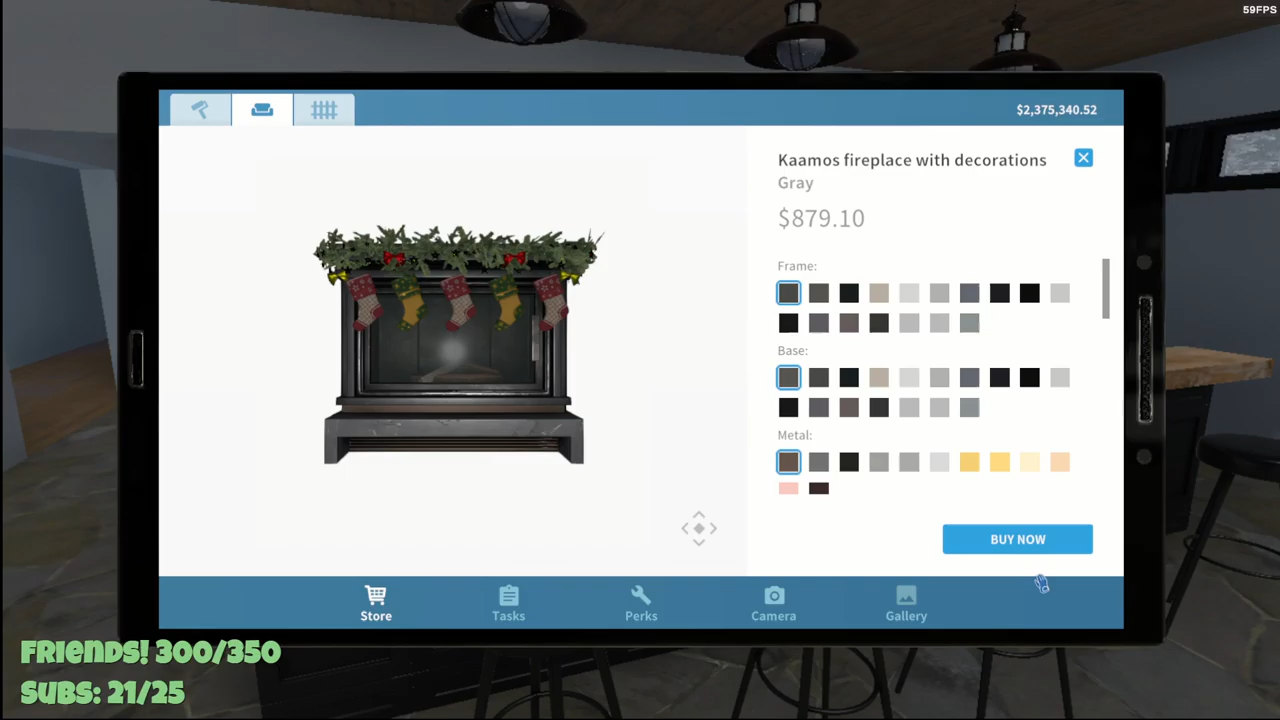 59FPS
$2,375,340.52
Kaamos fireplace with decorations
Gray
$879.10
Frame:
Base:
Metal:
BUY NOW
Store
Tasks
Perks
Camera
Gallery
Friends! 300/350
Subs: 21/25